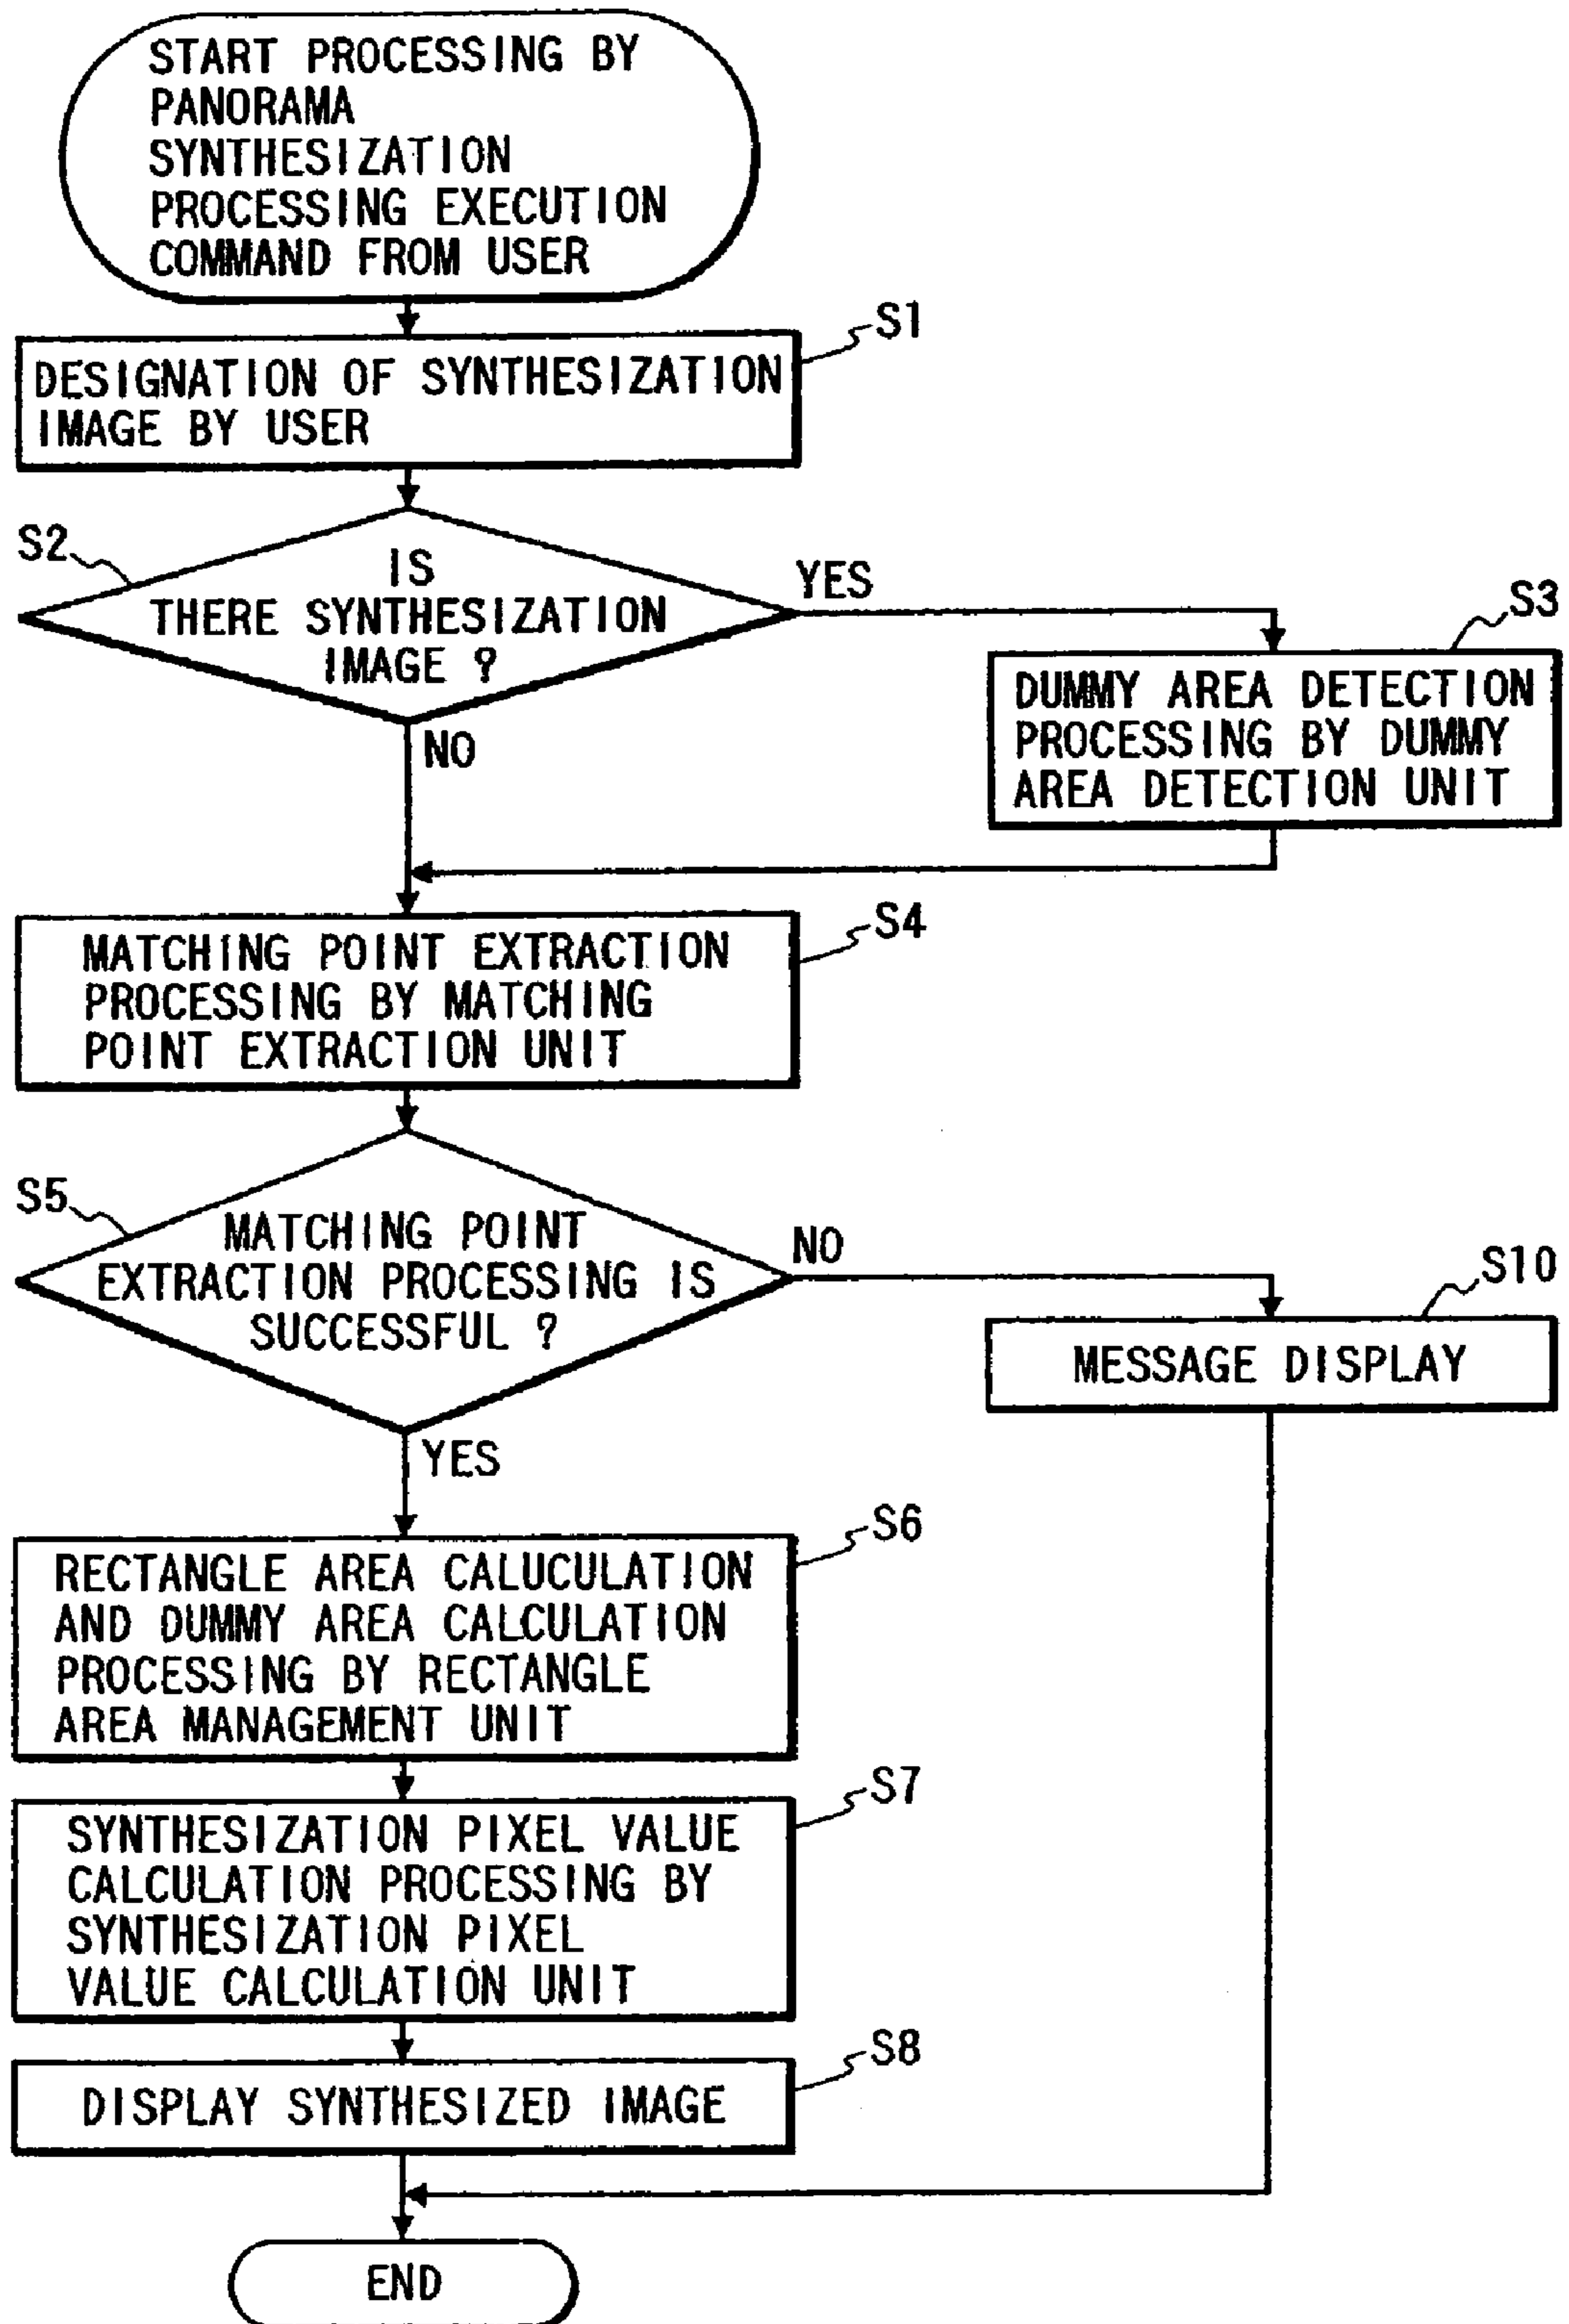 START PROCESSING BY
PANORAMA
SYNTHESIZATION
PROCESSING EXECUTION
COMMAND FROM USER
S1
DESIGNATION OF SYNTHESIZATION
IMAGE BY USER
S2
IS
THERE SYNTHESIZATION
IMAGE ?
YES
NO
S3
DUMMY AREA DETECTION
PROCESSING BY DUMMY
AREA DETECTION UNIT
S4
MATCHING POINT EXTRACTION
PROCESSING BY MATCHING
POINT EXTRACTION UNIT
S5
MATCHING POINT
EXTRACTION PROCESSING IS
SUCCESSFUL ?
NO
YES
S10
MESSAGE DISPLAY
S6
RECTANGLE AREA CALUCULATION
AND DUMMY AREA CALCULATION
PROCESSING BY RECTANGLE
AREA MANAGEMENT UNIT
S7
SYNTHESIZATION PIXEL VALUE
CALCULATION PROCESSING BY
SYNTHESIZATION PIXEL
VALUE CALCULATION UNIT
S8
DISPLAY SYNTHESIZED IMAGE
END